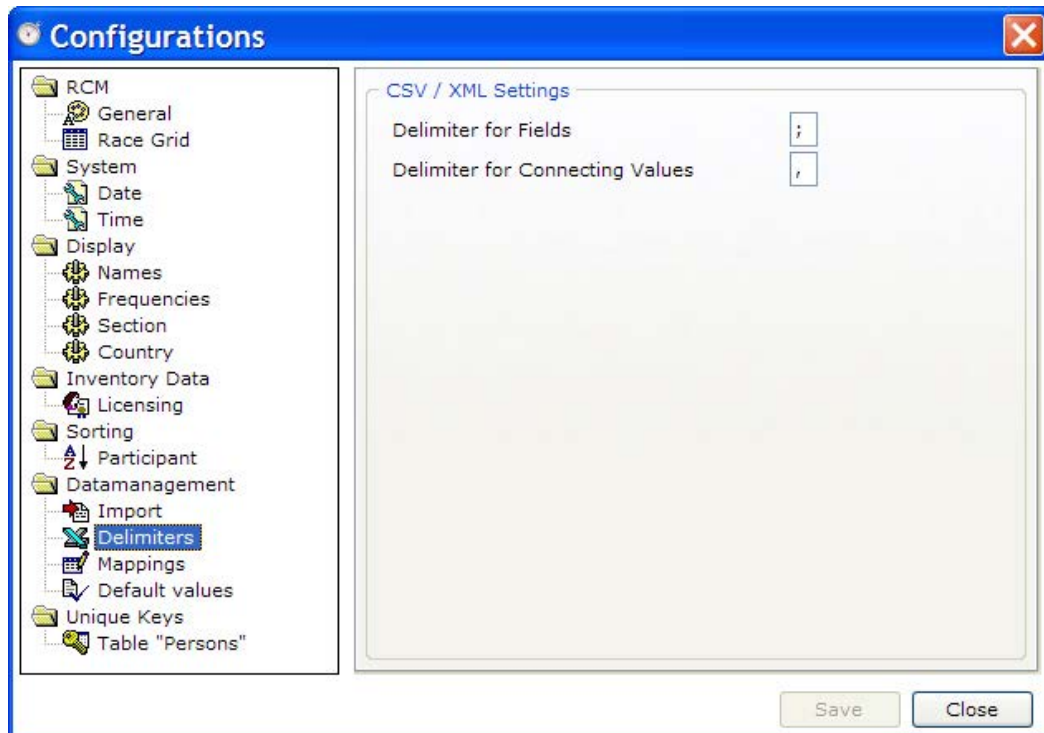 Configurations
RCM
General
Race Grid
System
Date
Time
Display
Names
Frequencies
Section
Country
Inventory Data
Licensing
Sorting
Participant
Datamanagement
Import
Delimiters
Mappings
Default values
Unique Keys
Table "Persons"
CSV / XML Settings
Delimiter for Fields ;
Delimiter for Connecting Values ,
Save Close